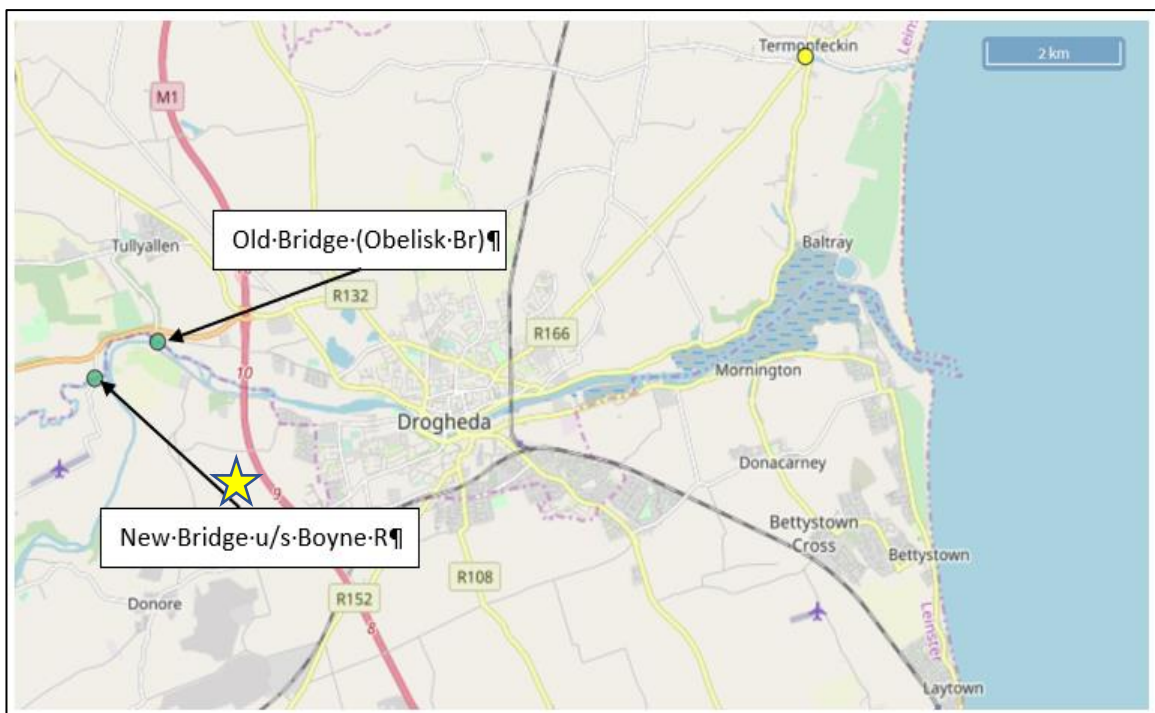 Termonfeckin
Leins
2 km
M1
Old·Bridge·(Obelisk·Br)¶
Tullyallen
Baltray
R132
R166
10
Mornington
Drogheda
Donacarney
9
New·Bridge·u/s·Boyne·R¶
Bettystown
Cross
Bettystown
R108
Donore
R152
8
Leinster
Laytown